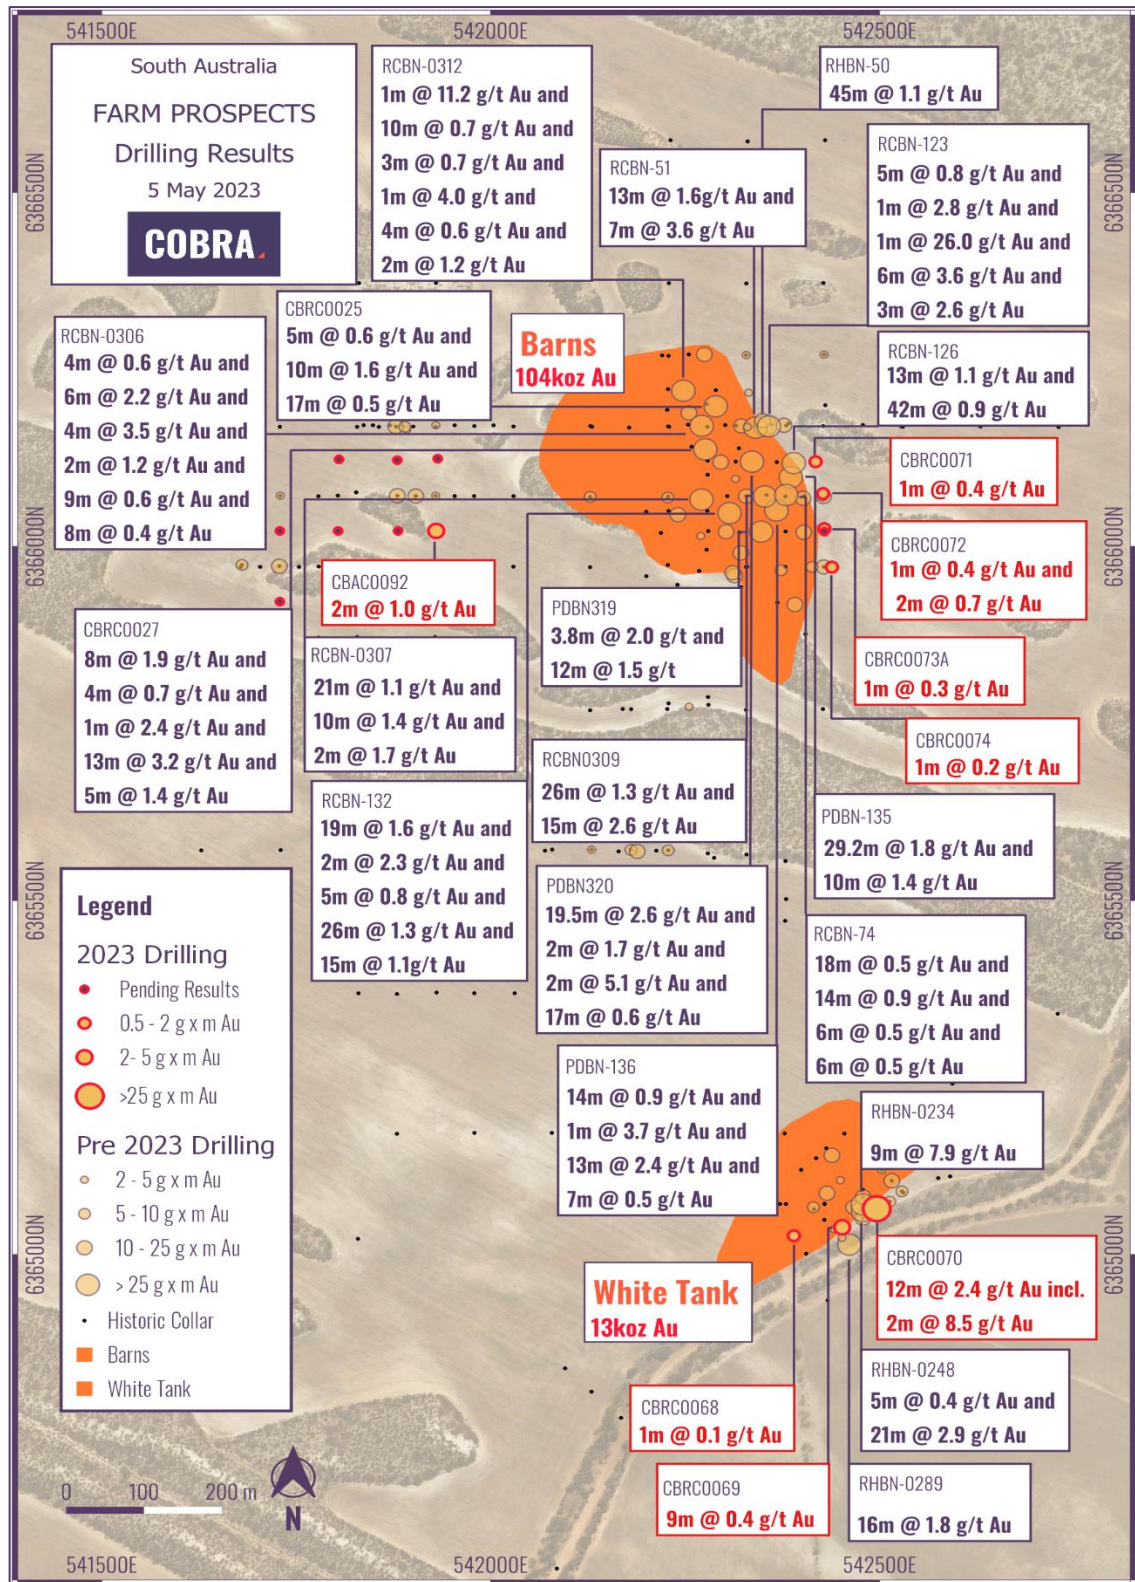 541500E
542000E
542500E
6366500N
6366500N
6366000N
6366000N
6365500N
6365500N
6365000N
6365000N
541500E
542000E
542500E
South Australia
FARM PROSPECTS
Drilling Results
5 May 2023
COBRA
RCBN-0312
1m @ 11.2 g/t Au and
10m @ 0.7 g/t Au and
3m @ 0.7 g/t Au and
1m @ 4.0 g/t and
4m @ 0.6 g/t Au and
2m @ 1.2 g/t Au
RHBN-50
45m @ 1.1 g/t Au
RCBN-51
13m @ 1.6g/t Au and
7m @ 3.6 g/t Au
RCBN-123
5m @ 0.8 g/t Au and
1m @ 2.8 g/t Au and
1m @ 26.0 g/t Au and
6m @ 3.6 g/t Au and
3m @ 2.6 g/t Au
CBRC0025
5m @ 0.6 g/t Au and
10m @ 1.6 g/t Au and
17m @ 0.5 g/t Au
RCBN-0306
4m @ 0.6 g/t Au and
6m @ 2.2 g/t Au and
4m @ 3.5 g/t Au and
2m @ 1.2 g/t Au and
9m @ 0.6 g/t Au and
8m @ 0.4 g/t Au
Barns
104koz Au
RCBN-126
13m @ 1.1 g/t Au and
42m @ 0.9 g/t Au
CBRC0071
1m @ 0.4 g/t Au
CBRC0072
1m @ 0.4 g/t Au and
2m @ 0.7 g/t Au
CBAC0092
2m @ 1.0 g/t Au
PDBN319
3.8m @ 2.0 g/t and
12m @ 1.5 g/t
CBRC0073A
1m @ 0.3 g/t Au
CBRC0027
8m @ 1.9 g/t Au and
4m @ 0.7 g/t Au and
1m @ 2.4 g/t Au and
13m @ 3.2 g/t Au and
5m @ 1.4 g/t Au
RCBN-0307
21m @ 1.1 g/t Au and
10m @ 1.4 g/t Au and
2m @ 1.7 g/t Au
CBRC0074
1m @ 0.2 g/t Au
RCBN0309
26m @ 1.3 g/t Au and
15m @ 2.6 g/t Au
RCBN-132
19m @ 1.6 g/t Au and
2m @ 2.3 g/t Au and
5m @ 0.8 g/t Au and
26m @ 1.3 g/t Au and
15m @ 1.1g/t Au
PDBN-135
29.2m @ 1.8 g/t Au and
10m @ 1.4 g/t Au
PDBN320
19.5m @ 2.6 g/t Au and
2m @ 1.7 g/t Au and
2m @ 5.1 g/t Au and
17m @ 0.6 g/t Au
RCBN-74
18m @ 0.5 g/t Au and
14m @ 0.9 g/t Au and
6m @ 0.5 g/t Au and
6m @ 0.5 g/t Au
PDBN-136
14m @ 0.9 g/t Au and
1m @ 3.7 g/t Au and
13m @ 2.4 g/t Au and
7m @ 0.5 g/t Au
RHBN-0234
9m @ 7.9 g/t Au
White Tank
13koz Au
CBRC0070
12m @ 2.4 g/t Au incl.
2m @ 8.5 g/t Au
RHBN-0248
5m @ 0.4 g/t Au and
21m @ 2.9 g/t Au
CBRC0068
1m @ 0.1 g/t Au
CBRC0069
9m @ 0.4 g/t Au
RHBN-0289
16m @ 1.8 g/t Au
Legend
2023 Drilling
Pending Results
0.5 - 2 g x m Au
2- 5 g x m Au
>25 g x m Au
Pre 2023 Drilling
2 - 5 g x m Au
5 - 10 g x m Au
10 - 25 g x m Au
> 25 g x m Au
Historic Collar
Barns
White Tank
0 100 200 m
N